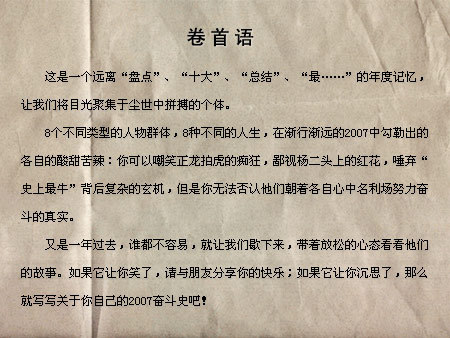 卷首语
这是一个远离“盘点”、“十大”、“总结”、“最……”的年度记忆，
让我们将目光聚集于尘世中拼搏的个体。
8个不同类型的人物群体，8种不同的人生，在渐行渐远的2007中勾勒出的
各自的酸甜苦辣：你可以嘲笑正龙拍虎的痴狂，鄙视杨二头上的红花，唾弃“
史上最牛”背后复杂的玄机，但是你无法否认他们朝着各自心中名利场努力奋
斗的真实。
又是一年过去，谁都不容易，就让我们歇下来，带着放松的心态看看他们
的故事。如果它让你笑了，请与朋友分享你的快乐；如果它让你沉思了，那么
就写写关于你自己的2007奋斗史吧！